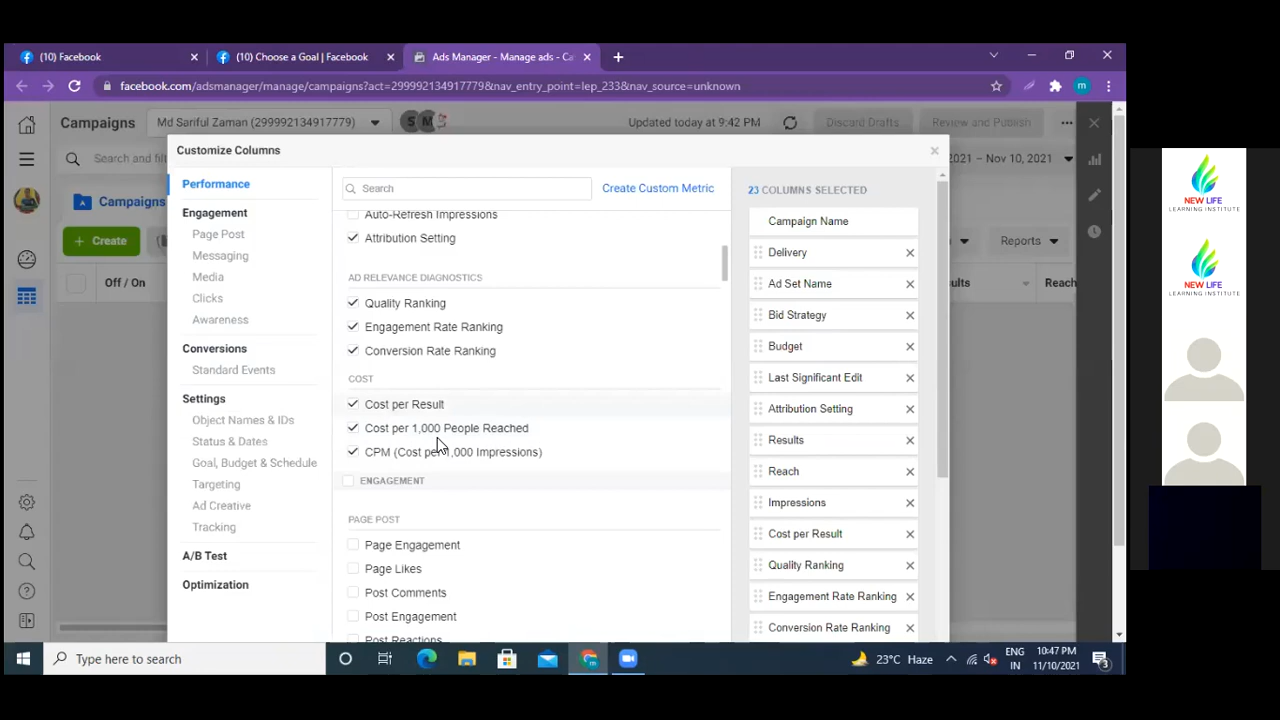 (10) Facebook
(10) Choose a Goal | Facebook
Ads Manager - Manage ads - Ca
facebook.com/adsmanager/manage/campaigns?act=299992134917779&nav_entry_point=lep_233&nav_source=unknown
m
Campaigns
Md Sariful Zaman (299992134917779)
S
M
Updated today at 9:42 PM
Discard Drafts
Review and Publish
Search and filt
2021 – Nov 10, 2021
Campaigns
+ Create
Reports
Off / On
sults
Reach
Customize Columns
Performance
Engagement
Page Post
Messaging
Media
Clicks
Awareness
Conversions
Standard Events
Settings
Object Names & IDs
Status & Dates
Goal, Budget & Schedule
Targeting
Ad Creative
Tracking
A/B Test
Optimization
Search
Create Custom Metric
Auto-Refresh Impressions
Attribution Setting
AD RELEVANCE DIAGNOSTICS
Quality Ranking
Engagement Rate Ranking
Conversion Rate Ranking
COST
Cost per Result
Cost per 1,000 People Reached
CPM (Cost per 1,000 Impressions)
ENGAGEMENT
PAGE POST
Page Engagement
Page Likes
Post Comments
Post Engagement
Post Reactions
23 COLUMNS SELECTED
Campaign Name
Delivery
Ad Set Name
Bid Strategy
Budget
Last Significant Edit
Attribution Setting
Results
Reach
Impressions
Cost per Result
Quality Ranking
Engagement Rate Ranking
Conversion Rate Ranking
NEW LIFE
LEARNING INSTITUTE
NEW LIFE
LEARNING INSTITUTE
Type here to search
23°C Haze
ENG
IN
10:47 PM
11/10/2021
3